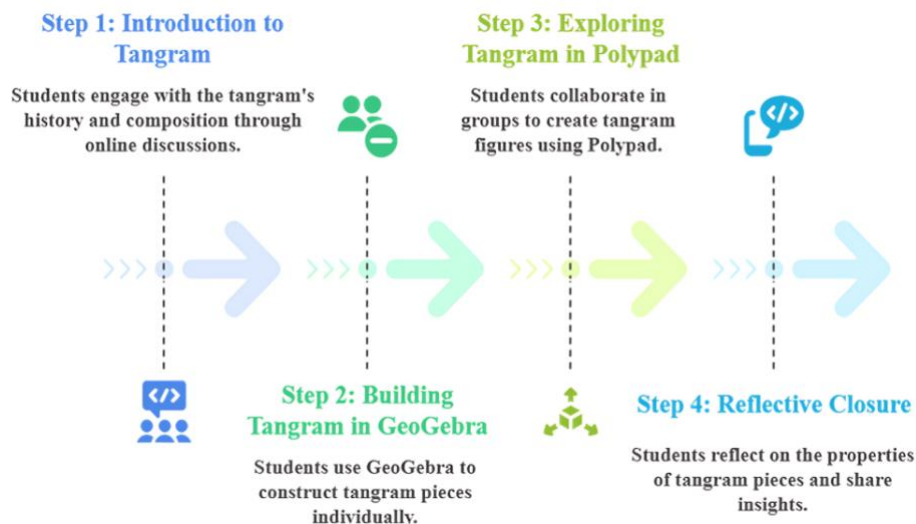 Step 1: Introduction to
Tangram
Students engage with the tangram's
history and composition through
online discussions.
Step 2: Building
Tangram in GeoGebra
Students use GeoGebra to
construct tangram pieces
individually.
Step 3: Exploring
Tangram in Polypad
Students collaborate in
groups to create tangram
figures using Polypad.
Step 4: Reflective Closure
Students reflect on the properties
of tangram pieces and share
insights.